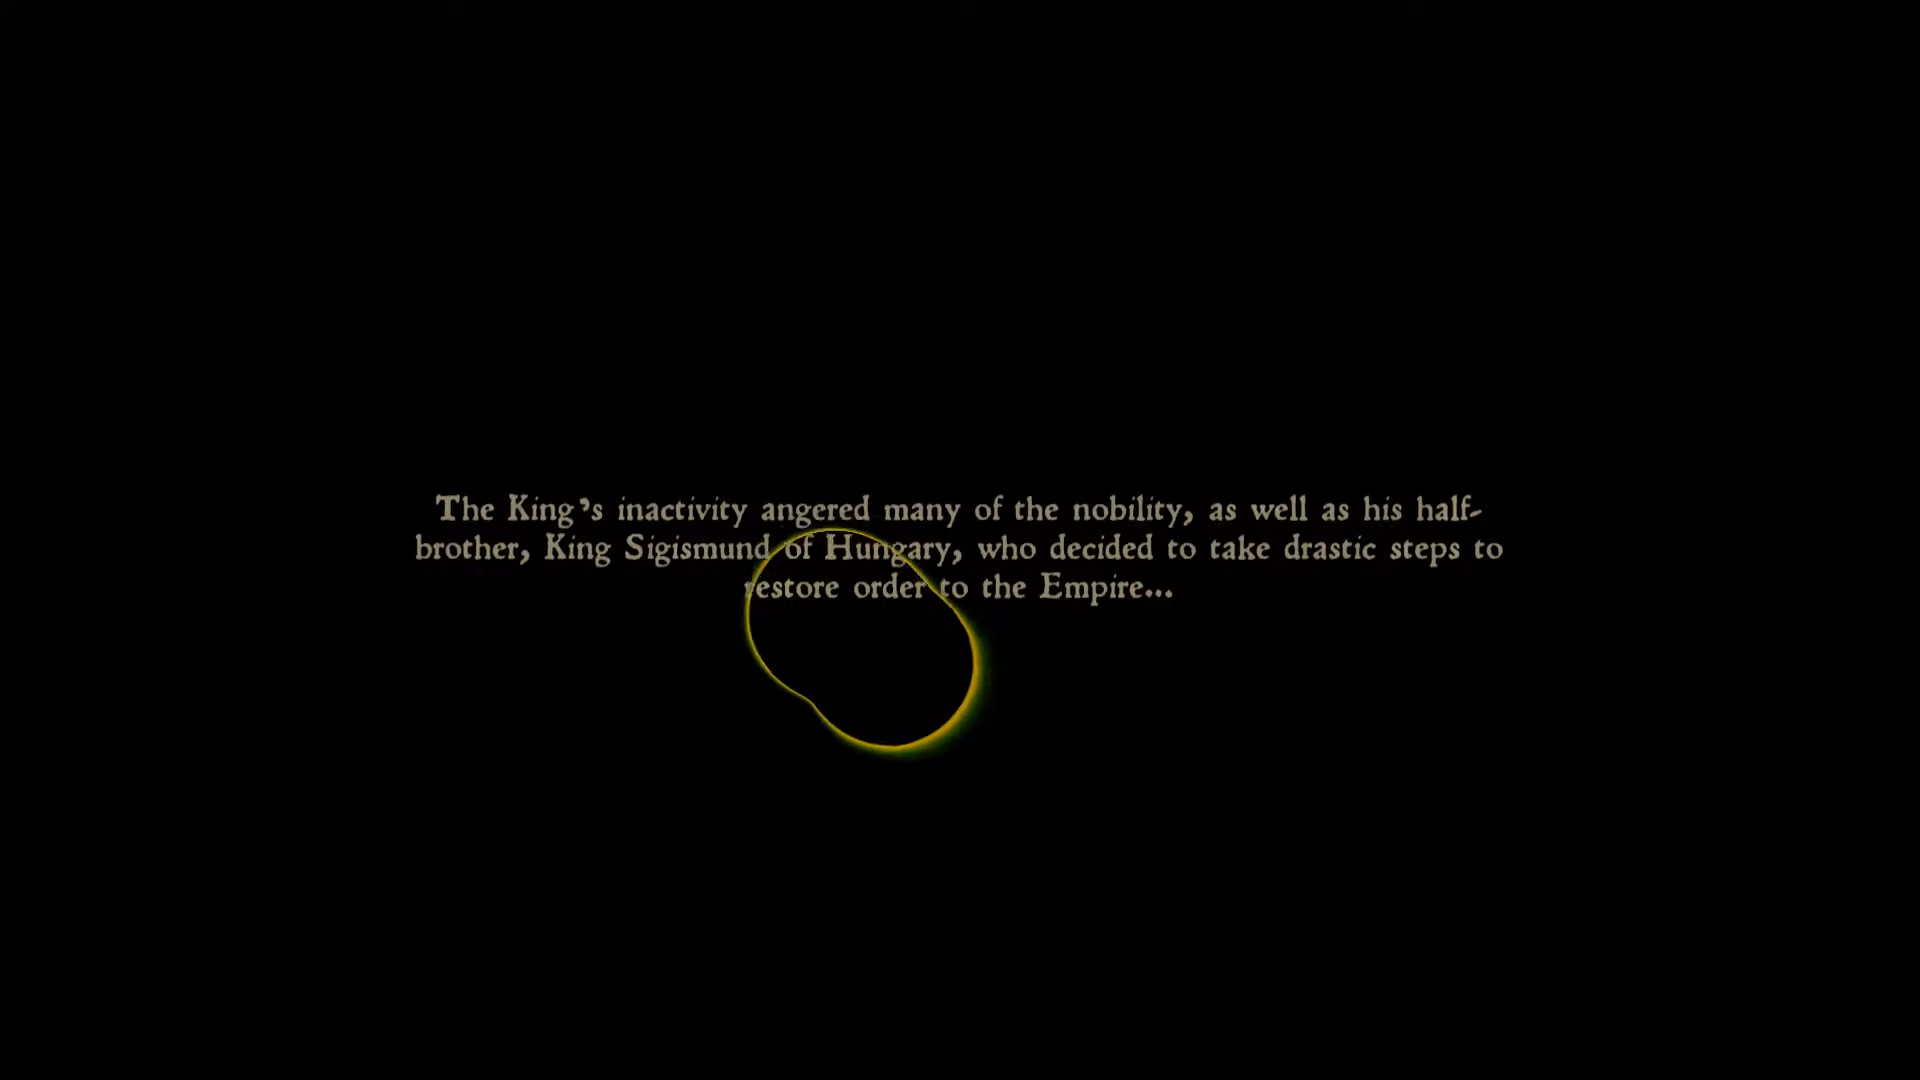 The King's inactivity angered many of the nobility, as well as his half-
brother, King Sigismund of Hungary, who decided to take drastic steps to
restore order to the Empire...